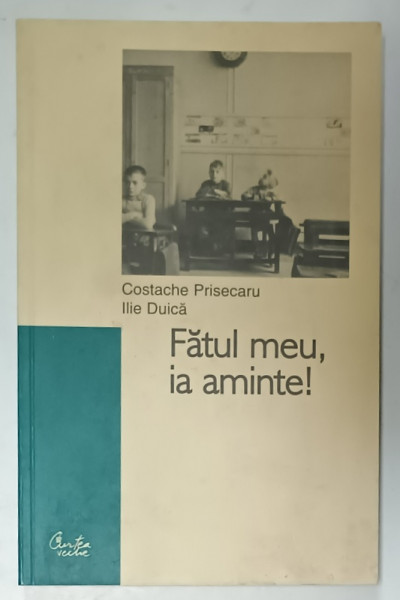 Costache Prisecaru
Ilie Duică
Fătul meu,
ia aminte!
Cartea
veche